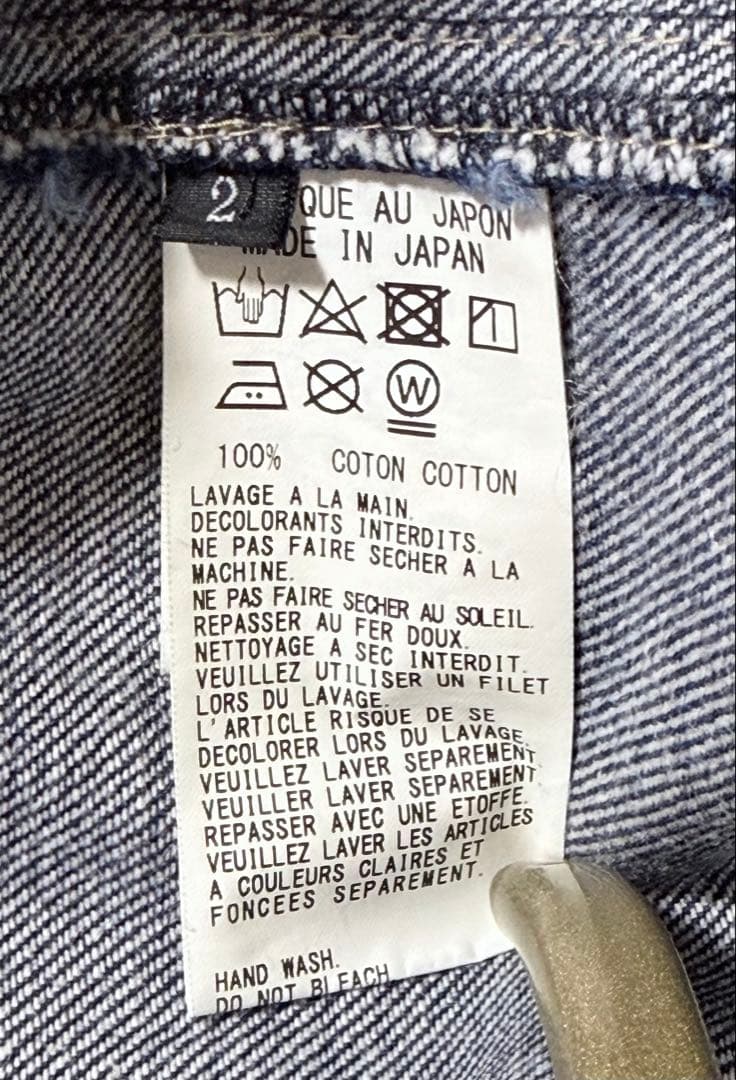 2
QUE AU JAPON
MADE IN JAPAN
W
100% COTON COTTON
LAVAGE A LA MAIN.
DECOLORANTS INTERDITS.
NE PAS FAIRE SECHER A LA
MACHINE.
NE PAS FAIRE SECHER AU SOLEIL.
REPASSER AU FER DOUX.
NETTOYAGE A SEC INTERDIT.
VEUILLEZ UTILISER UN FILET
LORS DU LAVAGE.
L'ARTICLE RISQUE DE SE
DECOLORER LORS DU LAVAGE.
VEUILLEZ LAVER SEPAREMENT
VEUILLER LAVER SEPAREMENT
REPASSER AVEC UNE ETOFFE.
VEUILLEZ LAVER LES ARTICLES
A COULEURS CLAIRES ET
FONCEES SEPAREMENT.
HAND WASH.
DO NOT BLEACH